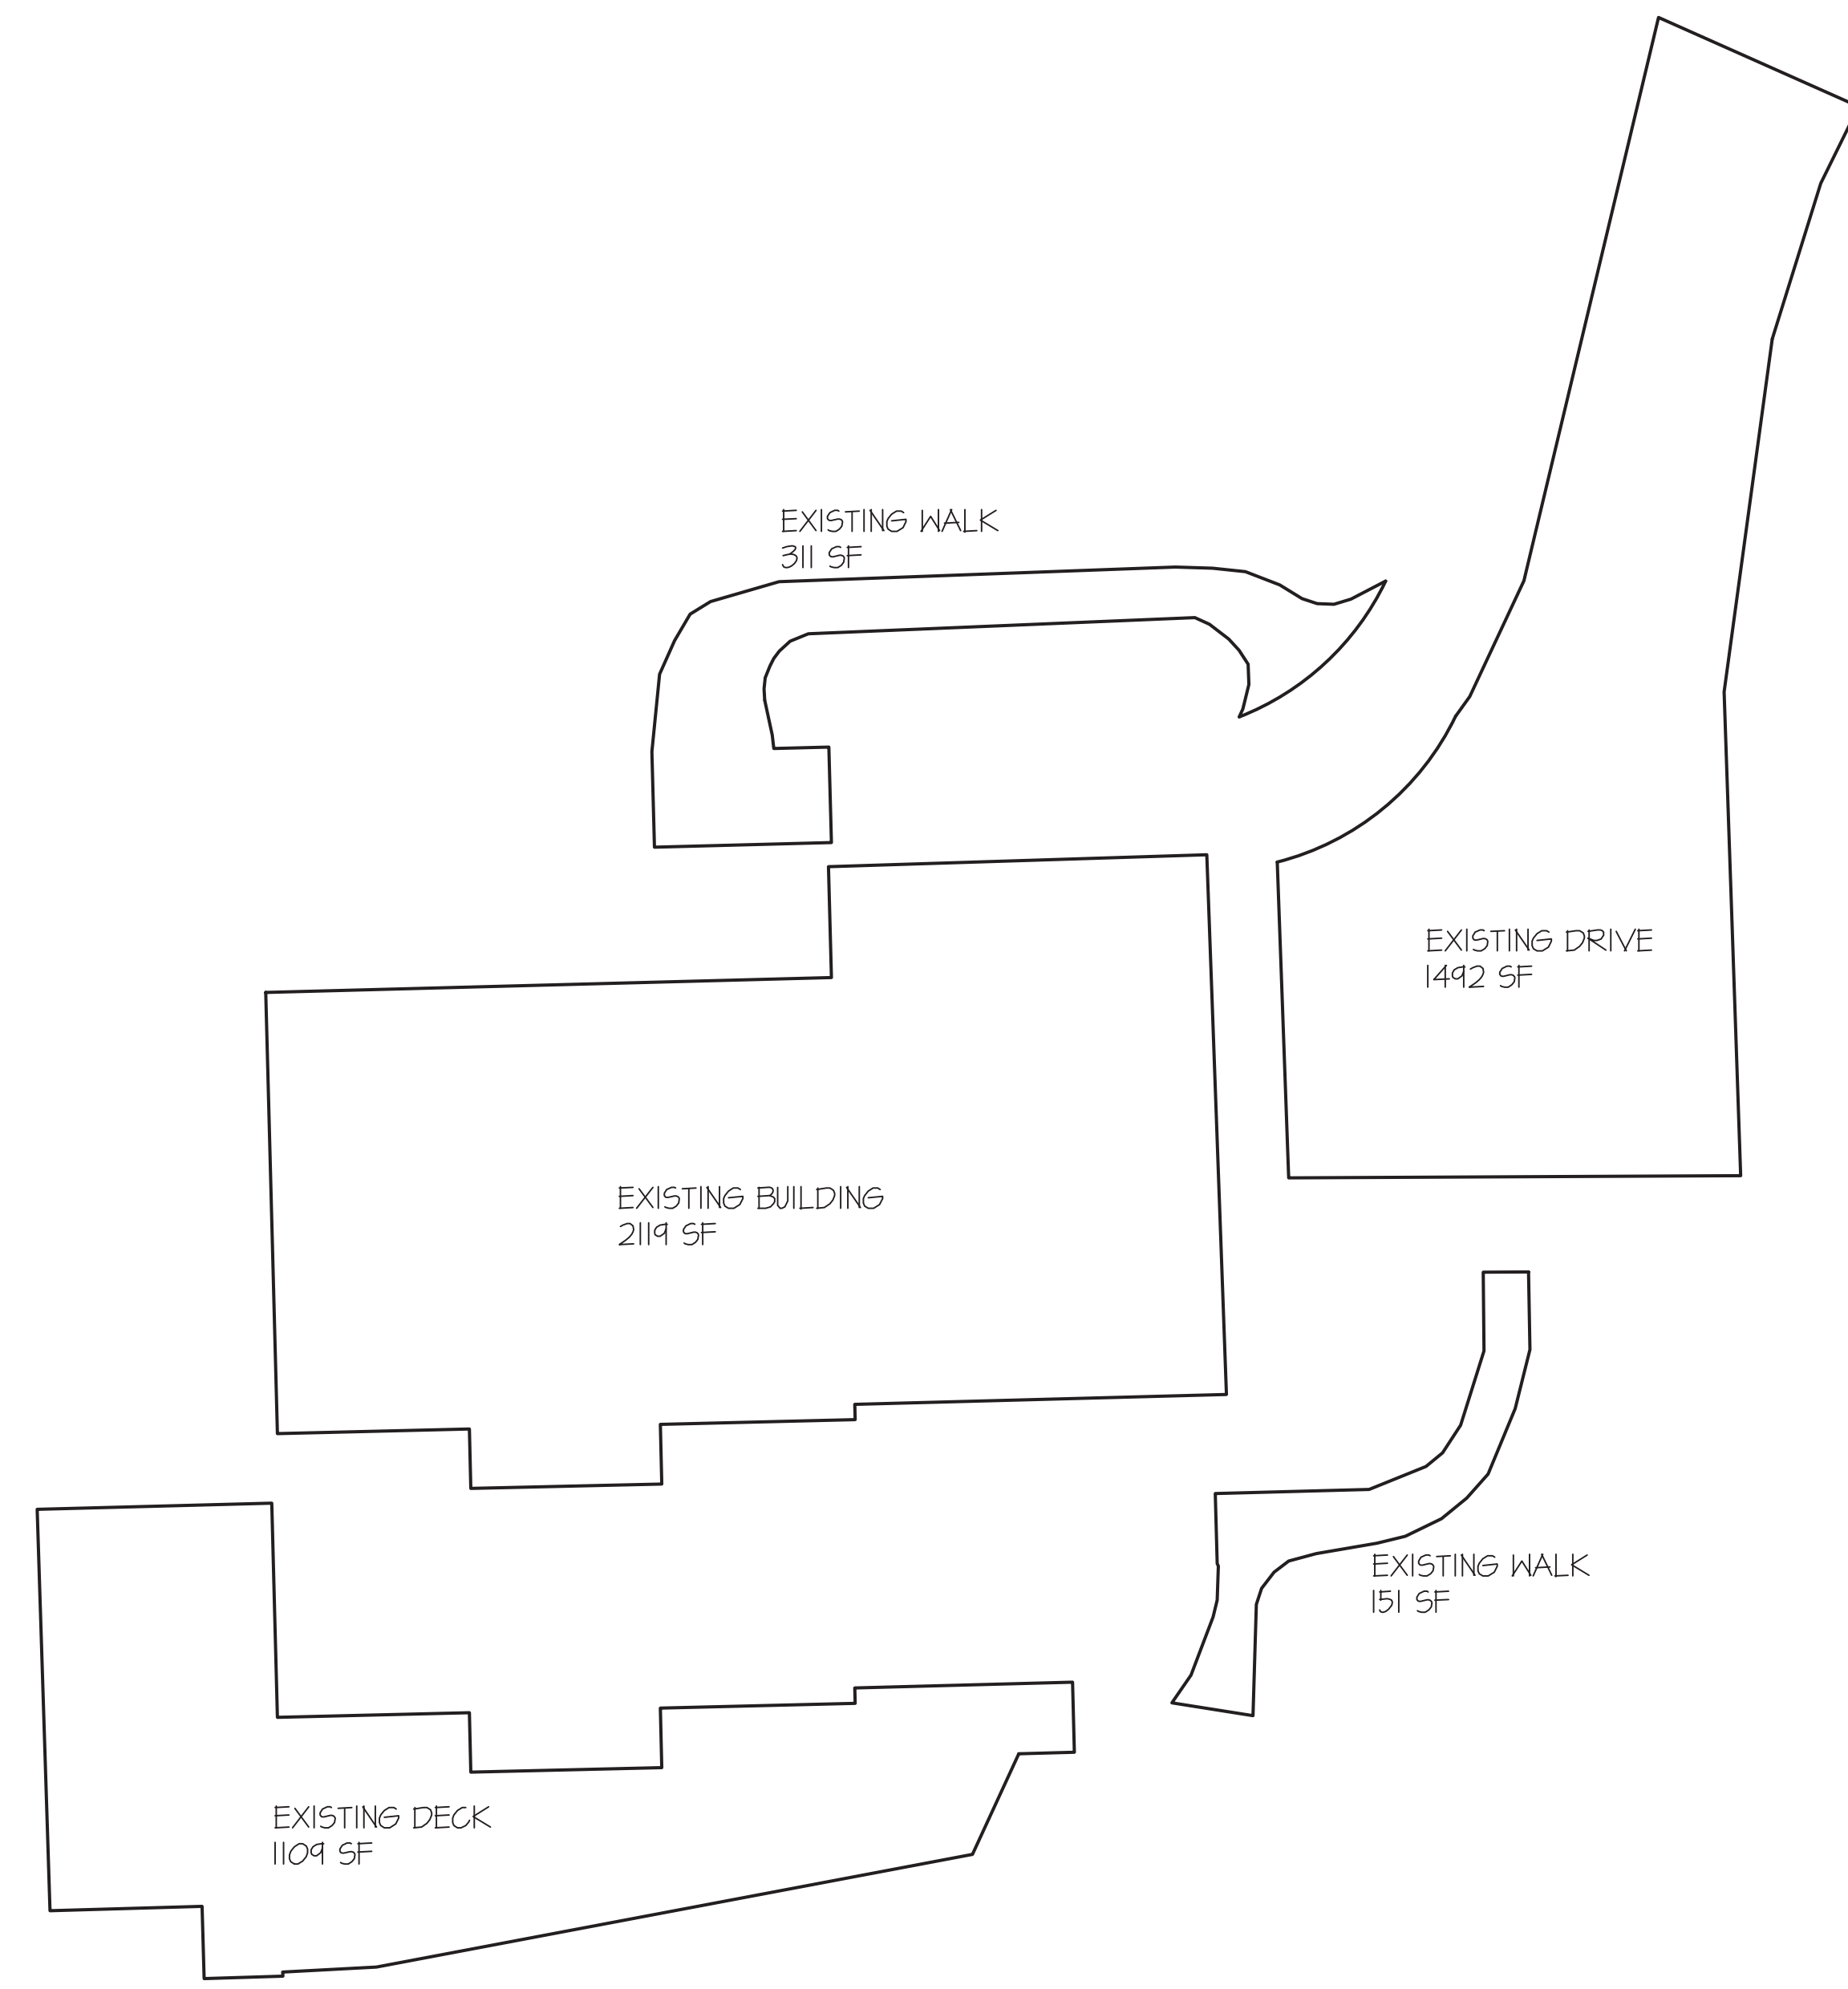 EXISTING WALK
311 SF
EXISTING DRIVE
1492 SF
EXISTING BUILDING
2119 SF
EXISTING WALK
151 SF
EXISTING DECK
1109 SF